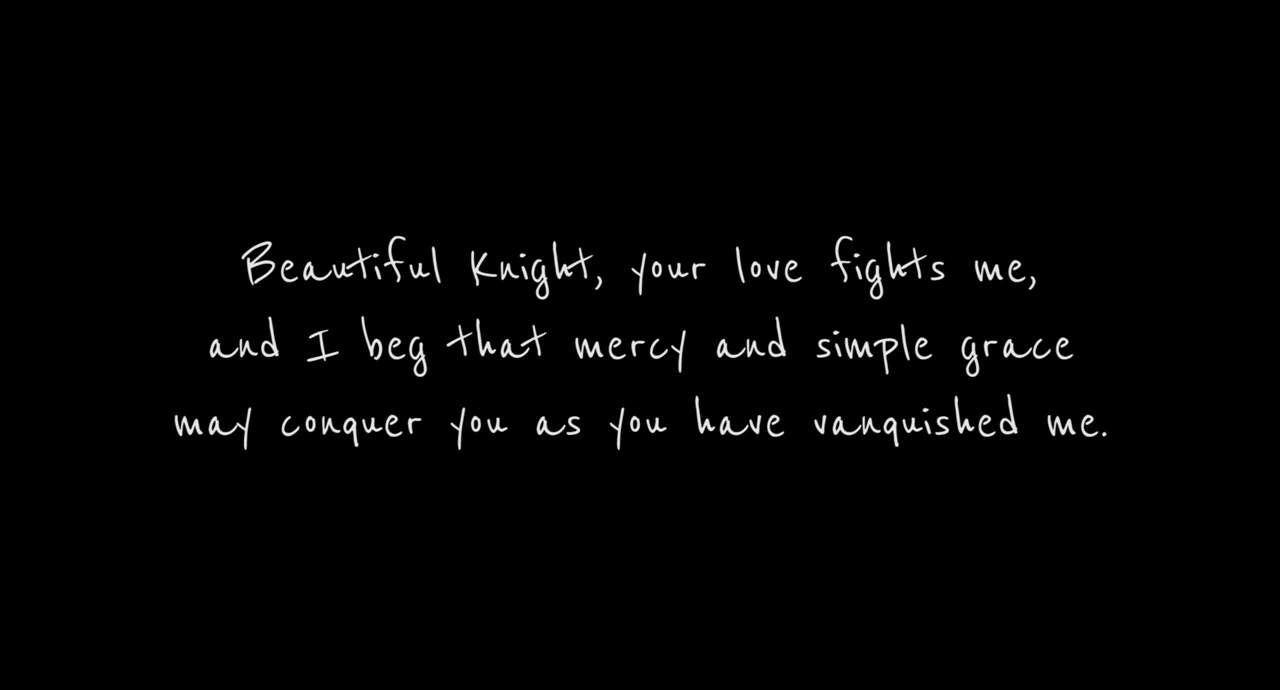 Beautiful Knight, your love fights me,
and I beg that mercy and simple grace
may conquer you as you have vanquished me.